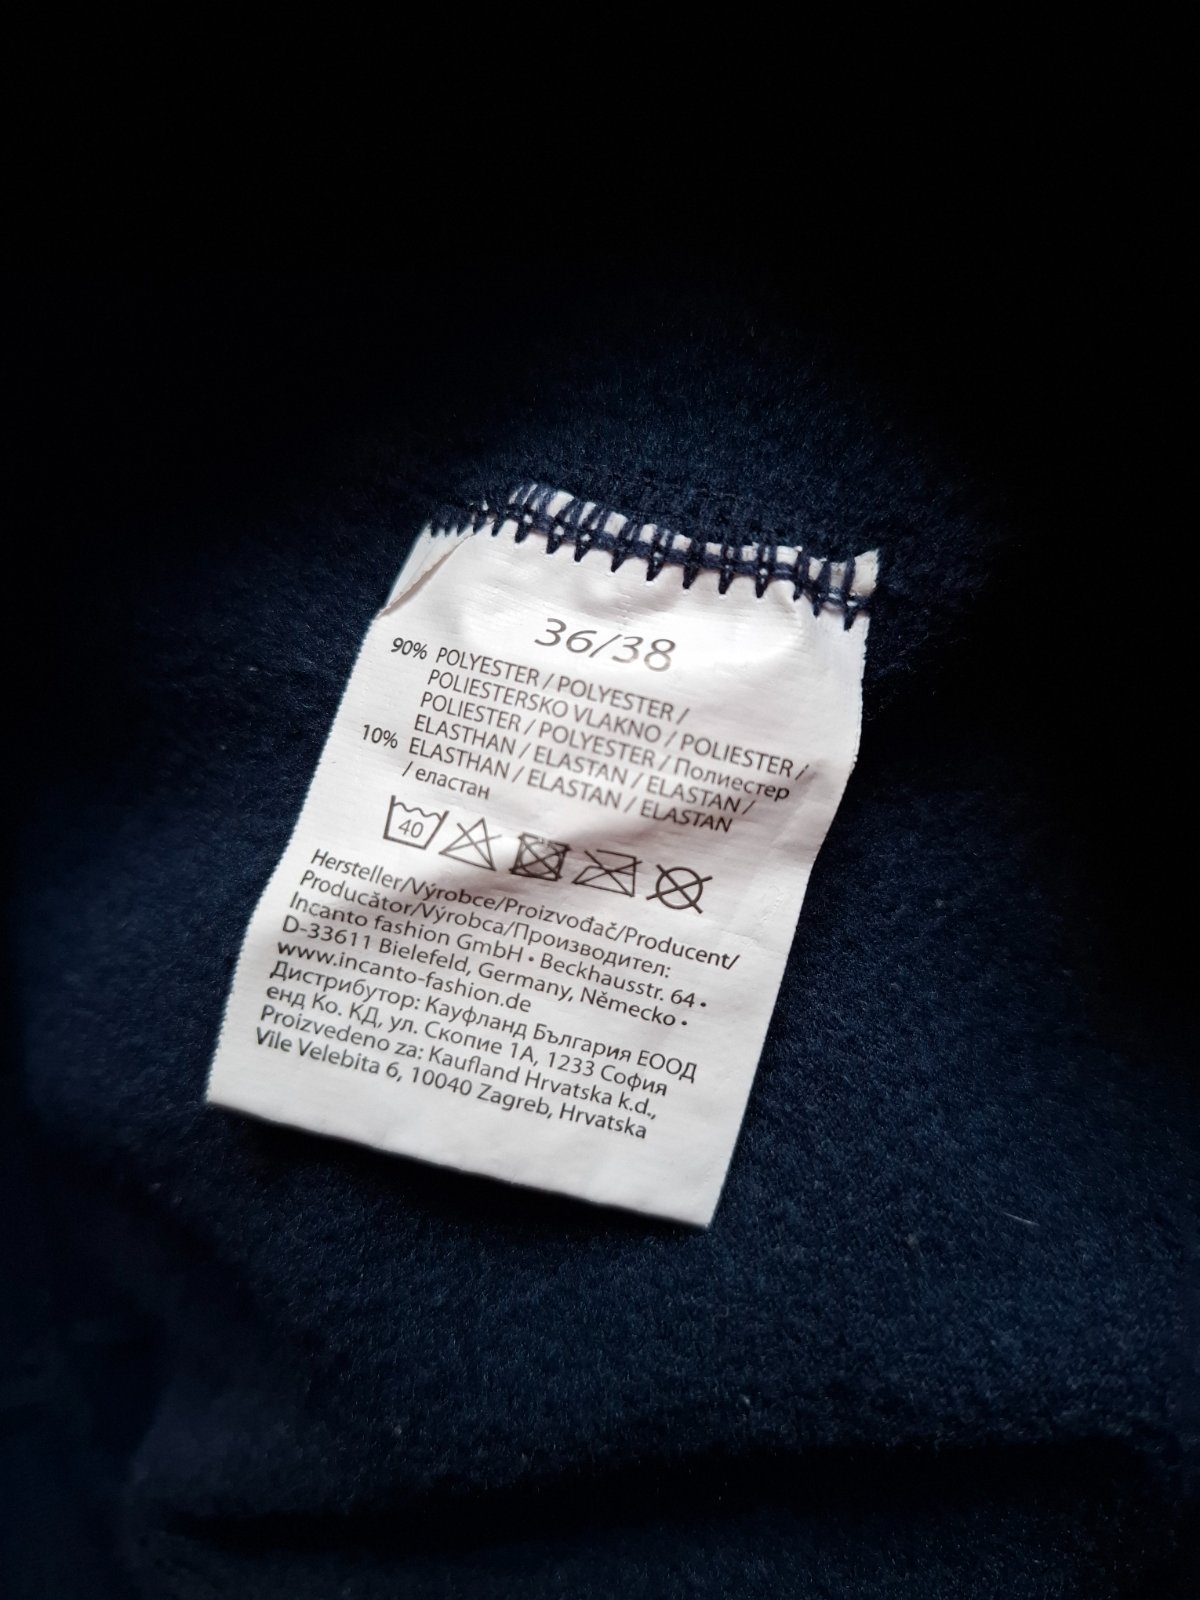 36/38
90% POLYESTER / POLYESTER /
POLIESTERSKO VLAKNO / POLIESTER /
POLIESTER / POLYESTER / Полиестер
10% ELASTHAN / ELASTAN / ELASTAN /
ELASTHAN / ELASTAN / ELASTAN
/ еластан
40
Hersteller/Výrobce/Proizvođač/Producent/
Producător/Výrobca/Производител:
Incanto fashion GmbH • Beckhausstr. 64 •
D-33611 Bielefeld, Germany, Německo •
www.incanto-fashion.de
Дистрибутор: Кауфланд България ЕООД
енд Ко. КД, ул. Скопие 1А, 1233 София
Proizvedeno za: Kaufland Hrvatska k.d.,
Vile Velebita 6, 10040 Zagreb, Hrvatska